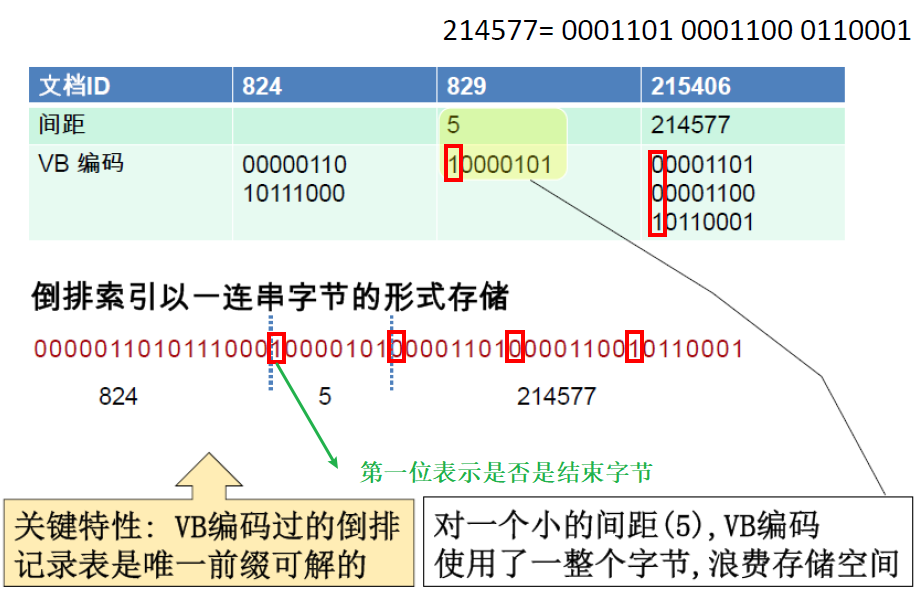 214577= 0001101 0001100 0110001
文档ID 824 829 215406
间距 5 214577
VB 编码 00000110 10000101 00001101
10111000 00001100
10110001
倒排索引以一连串字节的形式存储
000001101011100010000101000011010000110010110001
824 5 214577
第一位表示是否是结束字节
关键特性: VB编码过的倒排
记录表是唯一前缀可解的
对一个小的间距(5),VB编码
使用了一整个字节,浪费存储空间